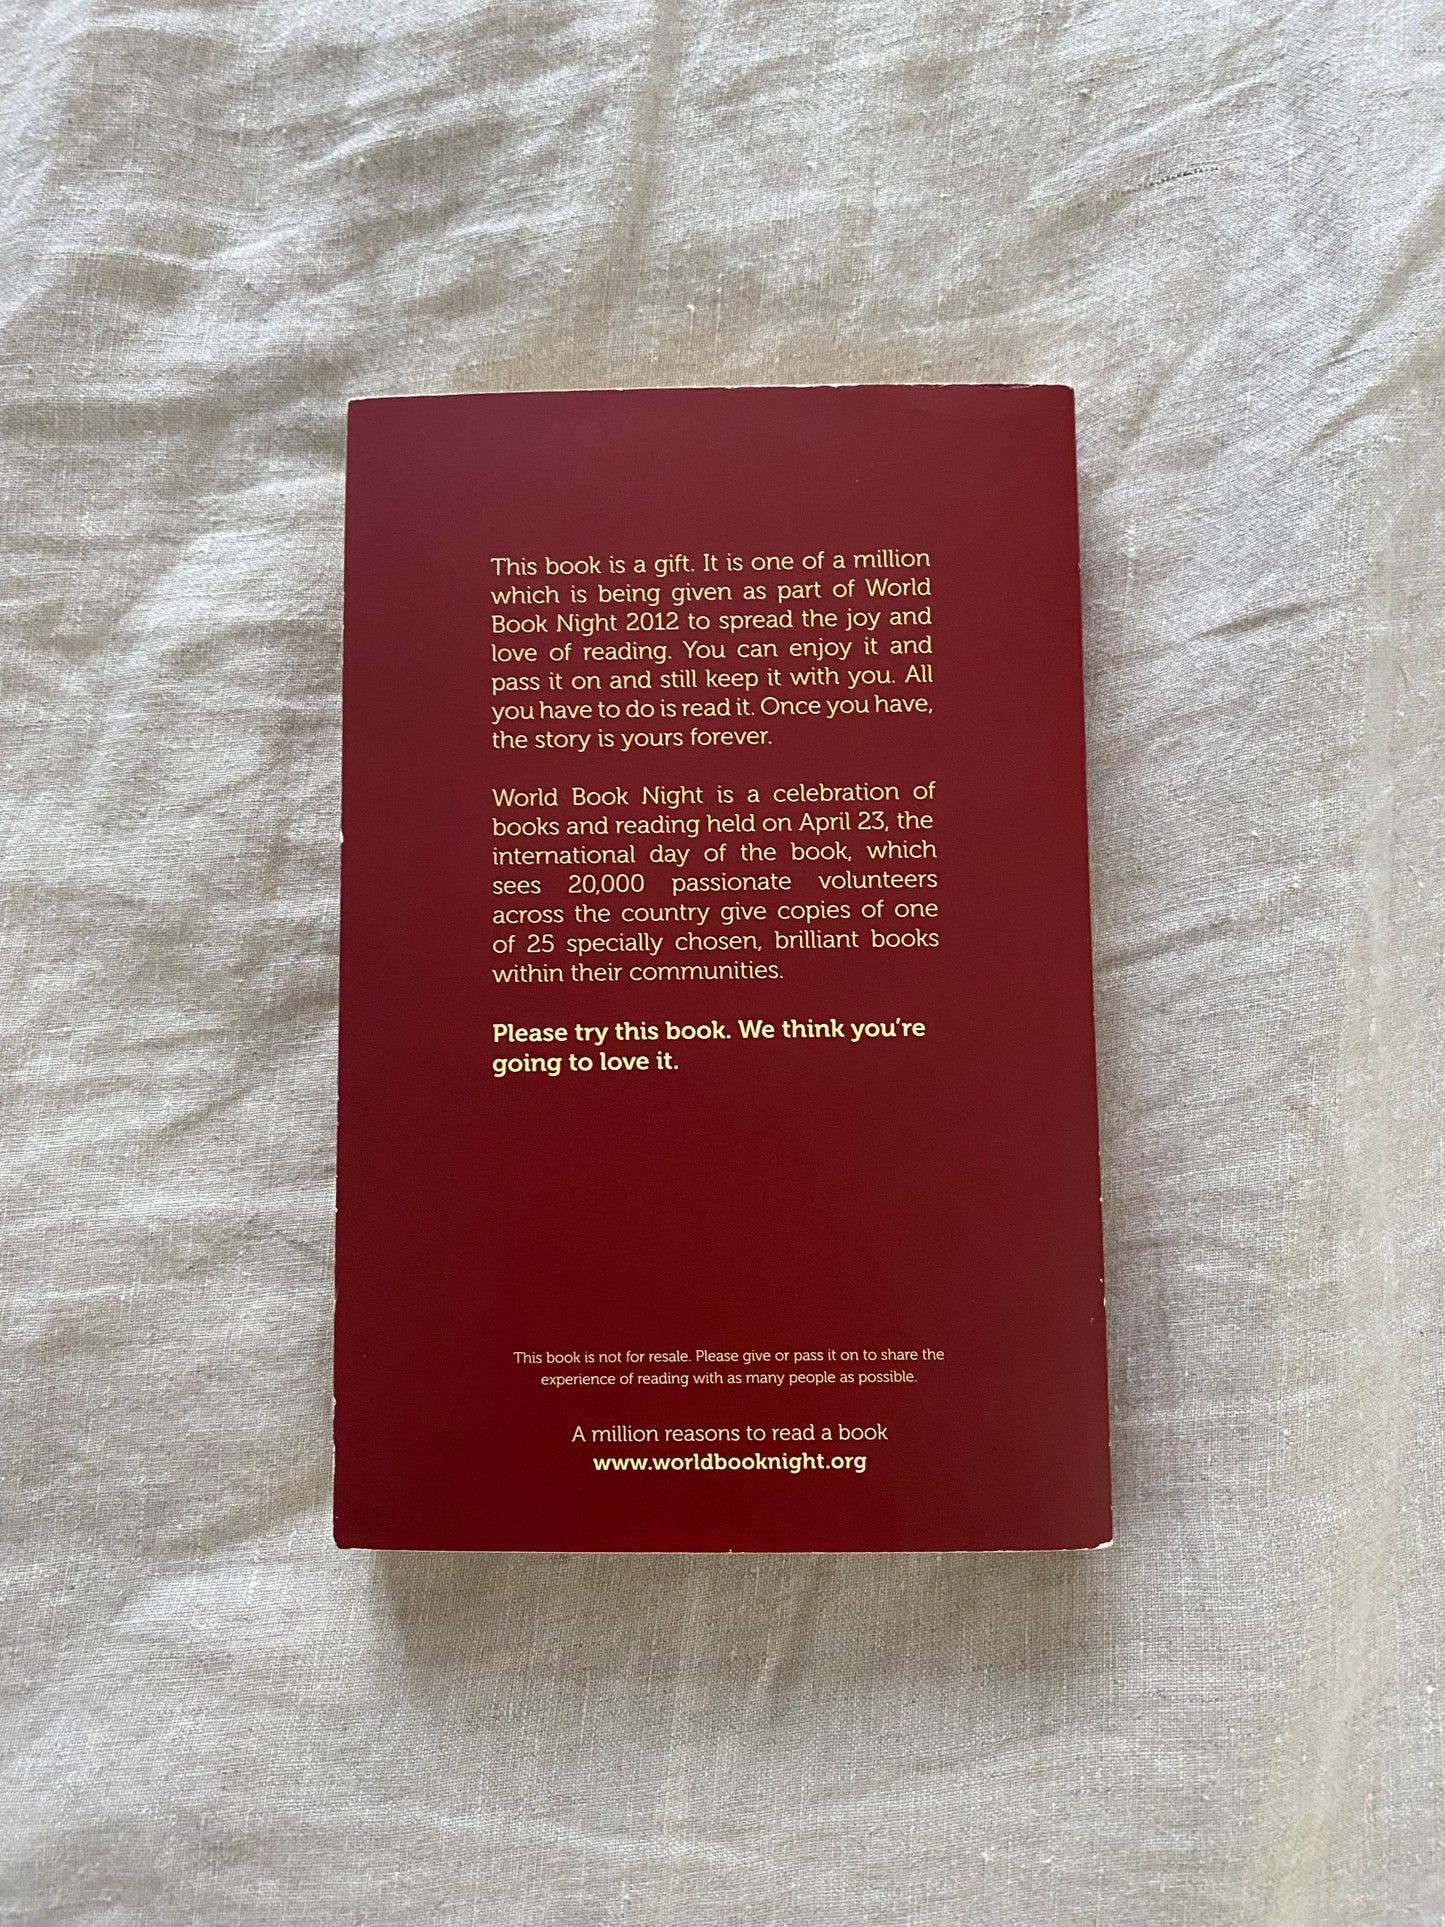 This book is a gift. It is one of a million
which is being given as part of World
Book Night 2012 to spread the joy and
love of reading. You can enjoy it and
pass it on and still keep it with you. All
you have to do is read it. Once you have,
the story is yours forever.
World Book Night is a celebration of
books and reading held on April 23, the
international day of the book, which
sees 20,000 passionate volunteers
across the country give copies of one
of 25 specially chosen, brilliant books
within their communities.
Please try this book. We think you're
going to love it.
This book is not for resale. Please give or pass it on to share the
experience of reading with as many people as possible.
A million reasons to read a book
www.worldbooknight.org